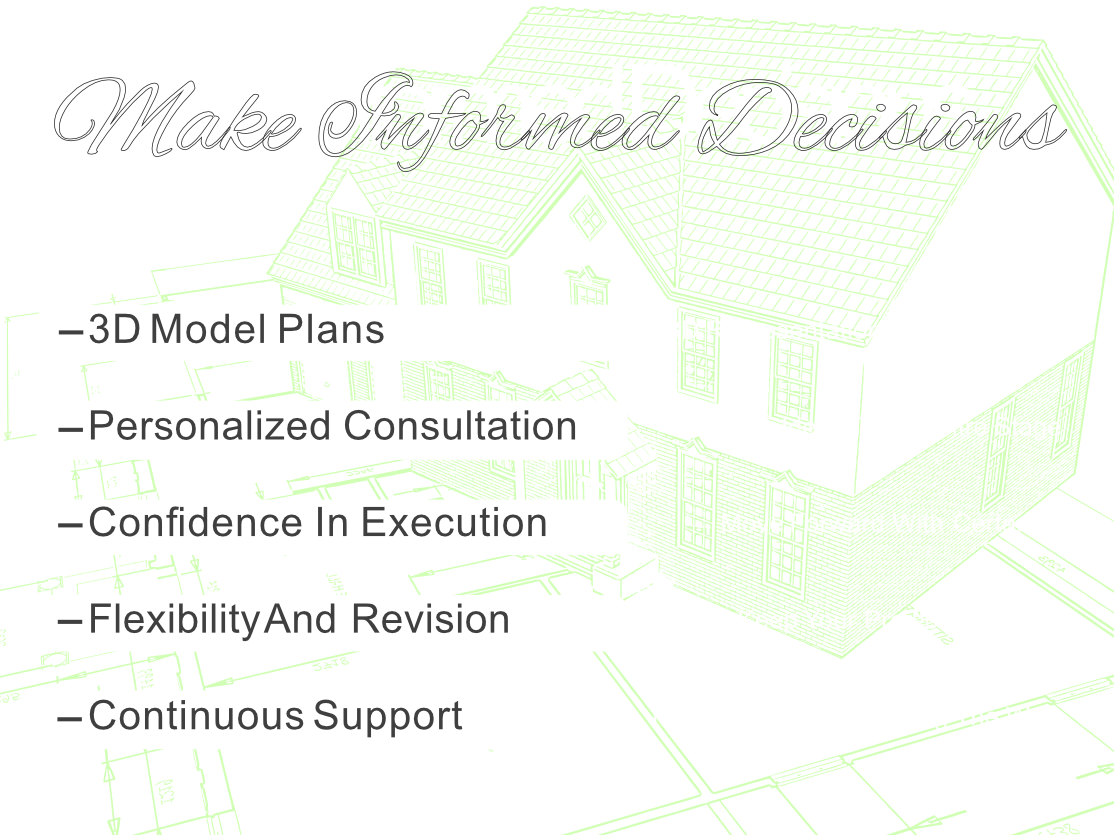 Make Informed Decisions
–3D Model Plans
–Personalized Consultation
–Confidence In Execution
–Flexibility And Revision
–Continuous Support